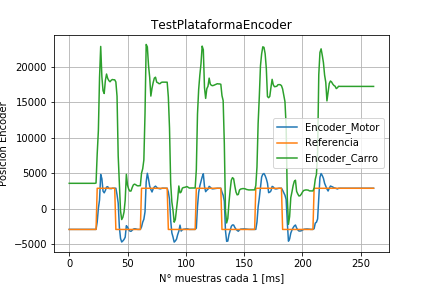 TestPlataformaEncoder
Posición Encoder
20000
15000
10000
5000
0
−5000
Encoder_Motor
Referencia
Encoder_Carro
0
50
100
150
200
250
N° muestras cada 1 [ms]